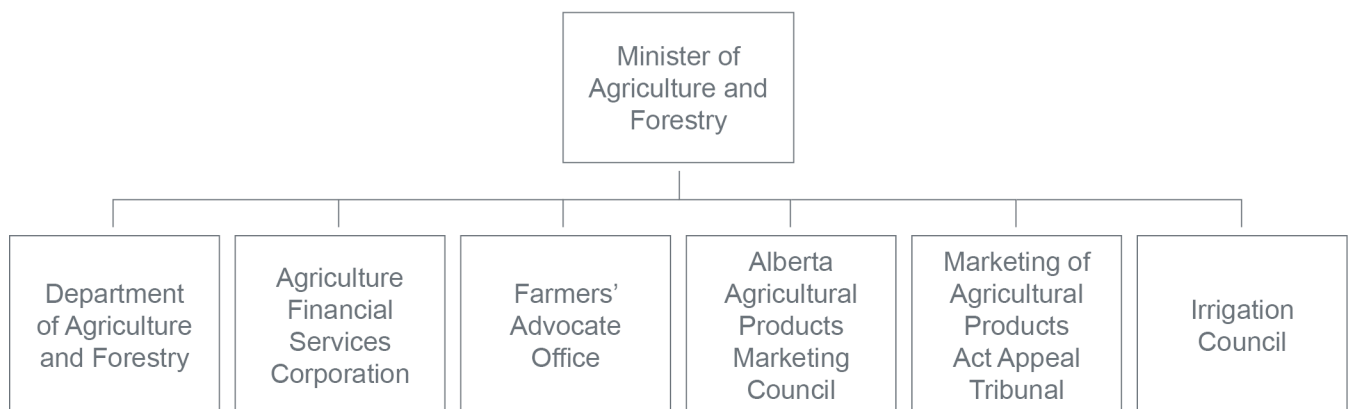 Minister of
Agriculture and
Forestry
Department
of Agriculture
and Forestry
Agriculture
Financial
Services
Corporation
Farmers’
Advocate
Office
Alberta
Agricultural
Products
Marketing
Council
Marketing of
Agricultural
Products
Act Appeal
Tribunal
Irrigation
Council